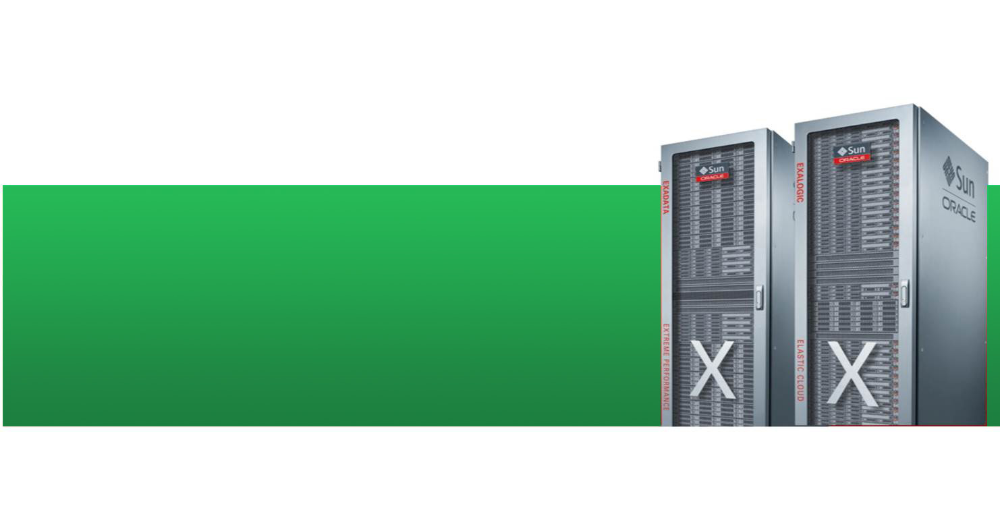 Sun
ORACLE
EXADATA
EXTREME PERFORMANCE
X
Sun
ORACLE
EXALOGIC
ELASTIC CLOUD
X
Sun
ORACLE